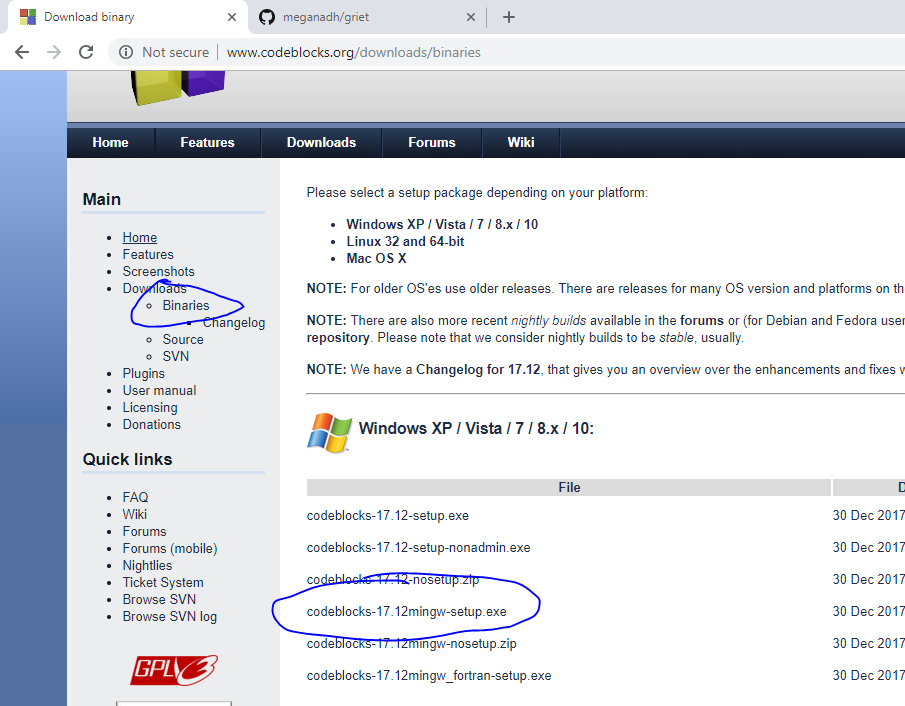 Download binary
meganadh/griet
Not secure
www.codeblocks.org/downloads/binaries
Home Features Downloads Forums Wiki
Main
Home
Features
Screenshots
Downloads
Binaries
Changelog
Source
SVN
Plugins
User manual
Licensing
Donations
Quick links
FAQ
Wiki
Forums
Forums (mobile)
Nightlies
Ticket System
Browse SVN
Browse SVN log
GPLv3
Please select a setup package depending on your platform:
Windows XP / Vista / 7 / 8.x / 10
Linux 32 and 64-bit
Mac OS X
NOTE: For older OS'es use older releases. There are releases for many OS version and platforms on th
NOTE: There are also more recent nightly builds available in the forums or (for Debian and Fedora user
repository. Please note that we consider nightly builds to be stable, usually.
NOTE: We have a Changelog for 17.12, that gives you an overview over the enhancements and fixes w
Windows XP / Vista / 7 / 8.x / 10:
File D
codeblocks-17.12-setup.exe 30 Dec 2017
codeblocks-17.12-setup-nonadmin.exe 30 Dec 2017
codeblocks-17.12-nosetup.zip 30 Dec 2017
codeblocks-17.12mingw-setup.exe 30 Dec 2017
codeblocks-17.12mingw-nosetup.zip 30 Dec 2017
codeblocks-17.12mingw_fortran-setup.exe 30 Dec 2017